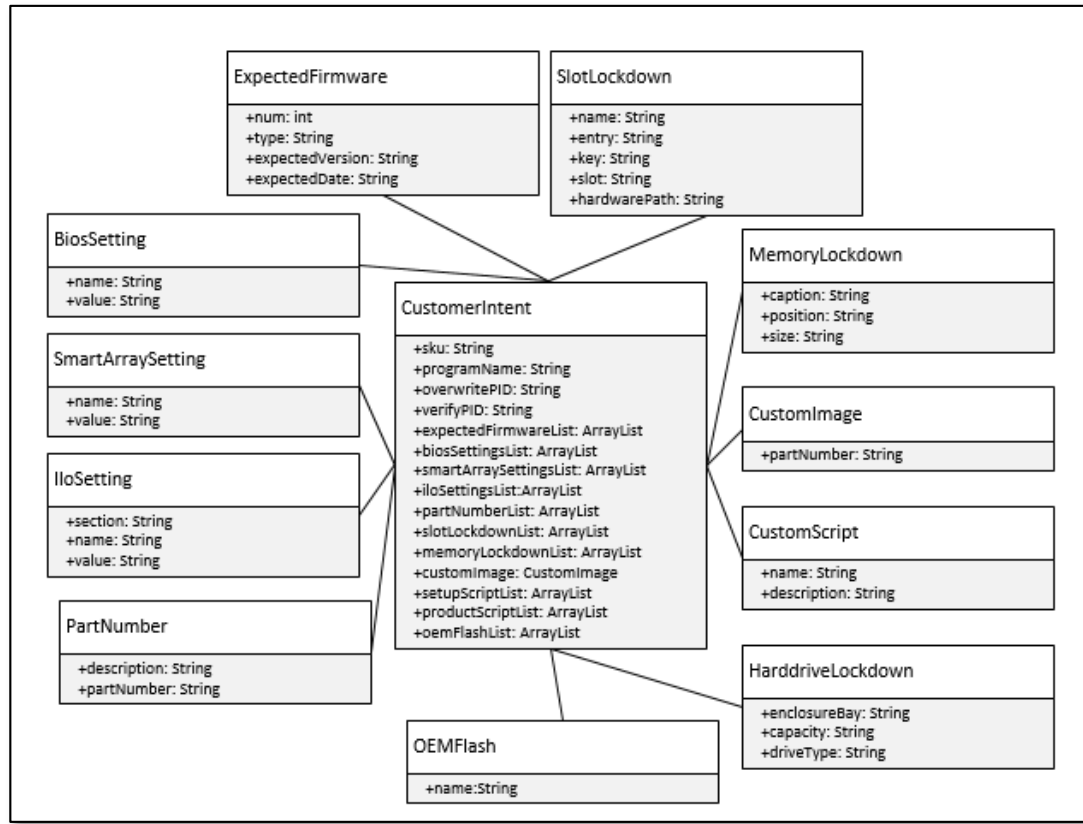 ExpectedFirmware
+num: int
+type: String
+expectedVersion: String
+expectedDate: String
SlotLockdown
+name: String
+entry: String
+key: String
+slot: String
+hardwarePath: String
BiosSetting
+name: String
+value: String
SmartArraySetting
+name: String
+value: String
IloSetting
+section: String
+name: String
+value: String
PartNumber
+description: String
+partNumber: String
CustomerIntent
+sku: String
+programName: String
+overwritePID: String
+verifyPID: String
+expectedFirmwareList: ArrayList
+biosSettingsList: ArrayList
+smartArraySettingsList: ArrayList
+iloSettingsList:ArrayList
+partNumberList: ArrayList
+slotLockdownList: ArrayList
+memoryLockdownList: ArrayList
+customImage: CustomImage
+setupScriptList: ArrayList
+productScriptList: ArrayList
+oemFlashList: ArrayList
MemoryLockdown
+caption: String
+position: String
+size: String
CustomImage
+partNumber: String
CustomScript
+name: String
+description: String
HarddriveLockdown
+enclosureBay: String
+capacity: String
+driveType: String
OEMFlash
+name:String